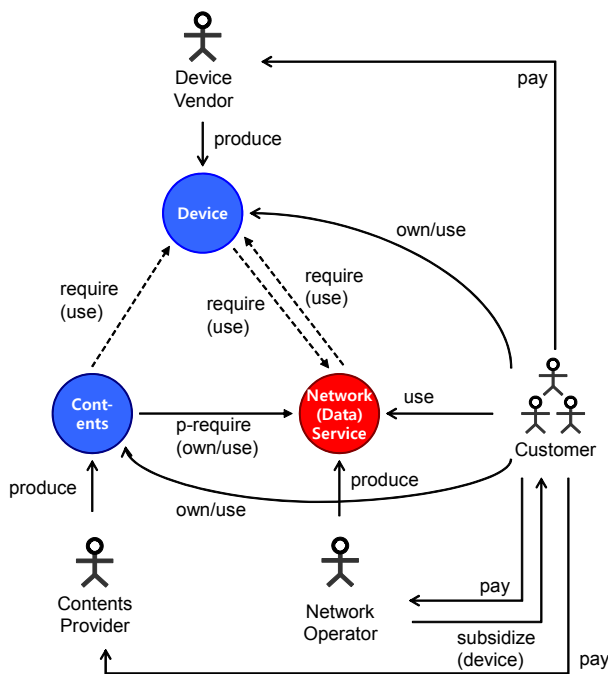 Device
Vendor
pay
produce
Device
own/use
require
(use)
require
(use)
require
(use)
Cont-
ents
p-require
(own/use)
Network
(Data)
Service
use
Customer
produce
own/use
produce
Contents
Provider
Network
Operator
pay
subsidize
(device)
pay